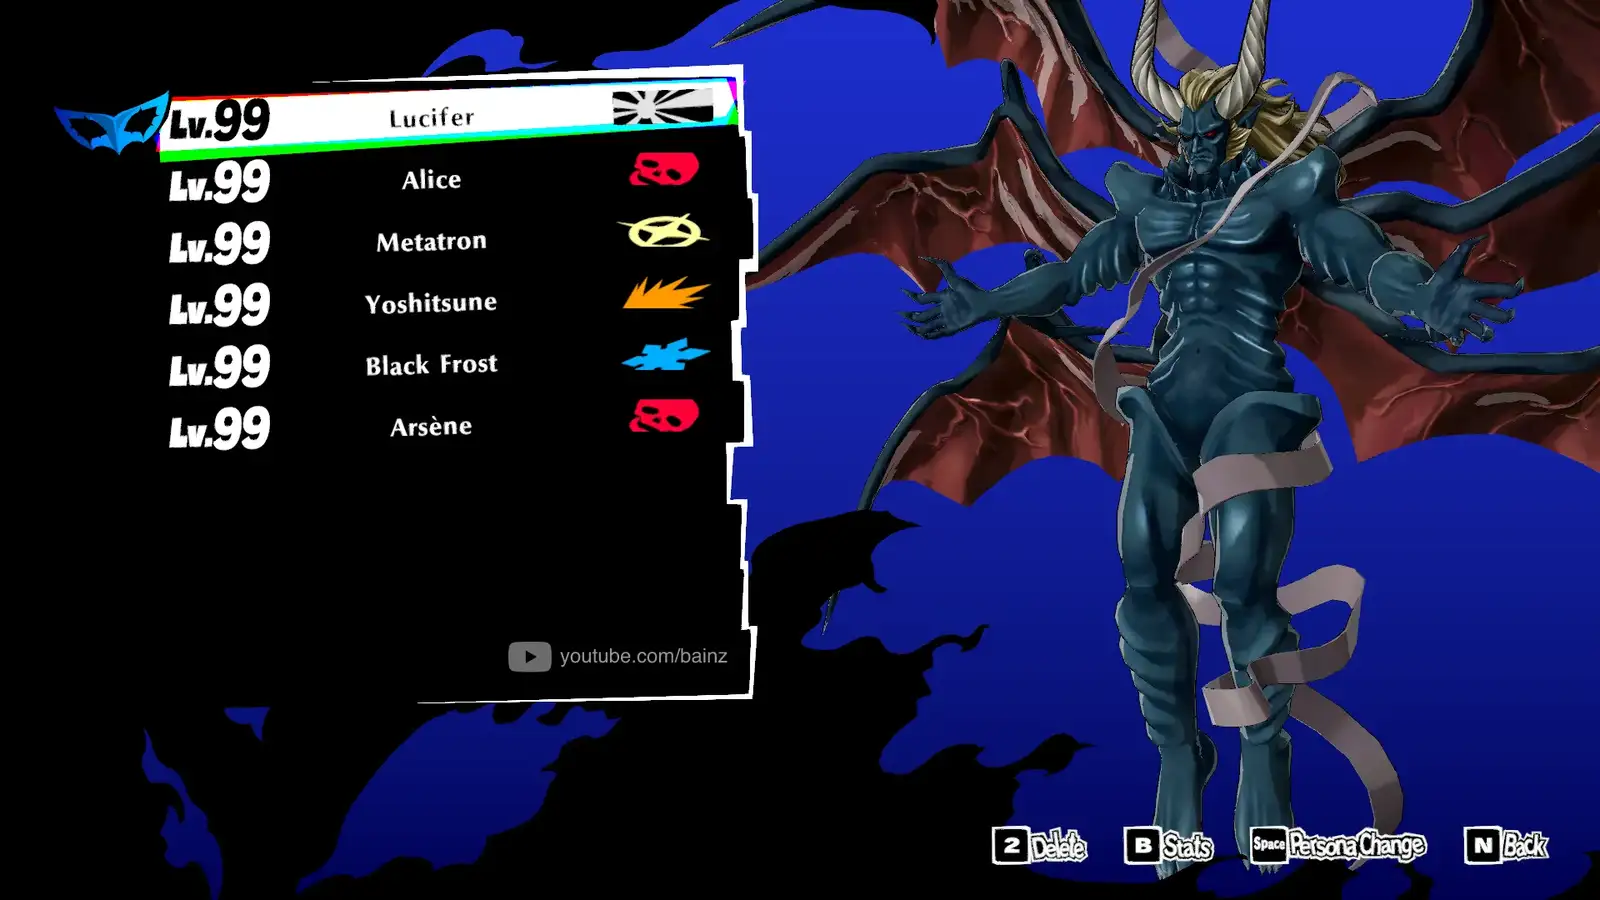 Lv.99 Lucifer
Lv.99 Alice
Lv.99 Metatron
Lv.99 Yoshitsune
Lv.99 Black Frost
Lv.99 Arsène
youtube.com/bainz
2 Delete B Stats Space Persona Change N Back